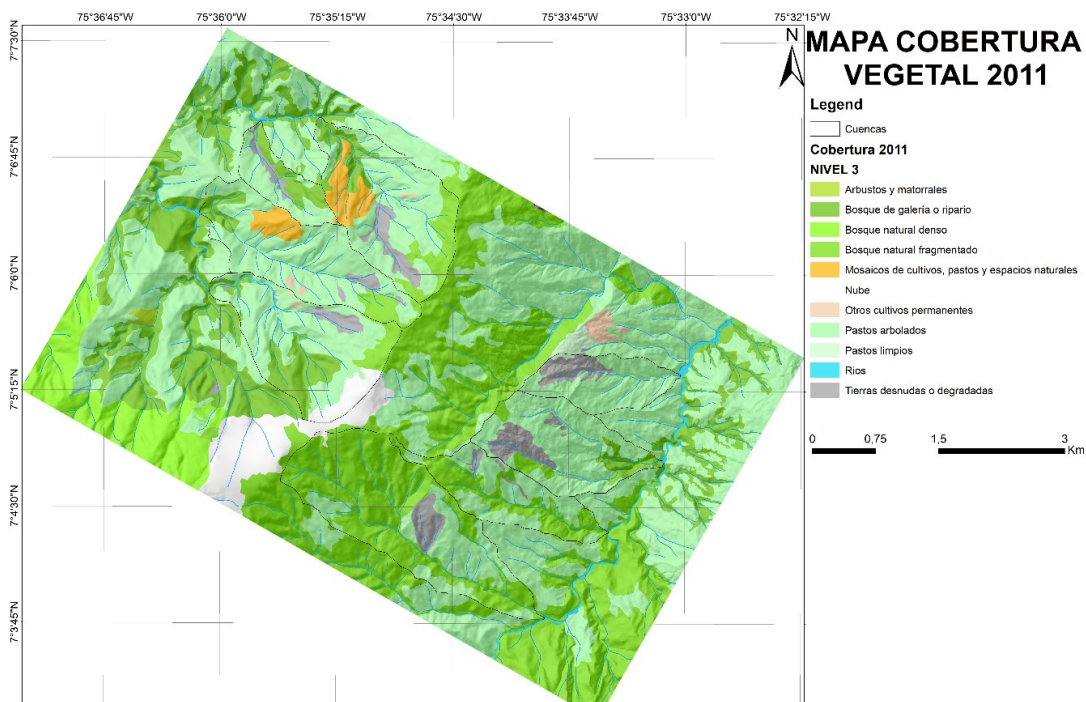 75°36'45"W
75°36'0"W
75°35'15"W
75°34'30"W
75°33'45"W
75°33'0"W
75°32'15"W
7°7'30"N
7°6'45"N
7°6'0"N
7°5'15"N
7°4'30"N
7°3'45"N
N
MAPA COBERTURA
VEGETAL 2011
Legend
Cuencas
Cobertura 2011
NIVEL 3
Arbustos y matorrales
Bosque de galería o ripario
Bosque natural denso
Bosque natural fragmentado
Mosaicos de cultivos, pastos y espacios naturales
Nube
Otros cultivos permanentes
Pastos arbolados
Pastos limpios
Rios
Tierras desnudas o degradadas
0 0,75 1,5 3
Km